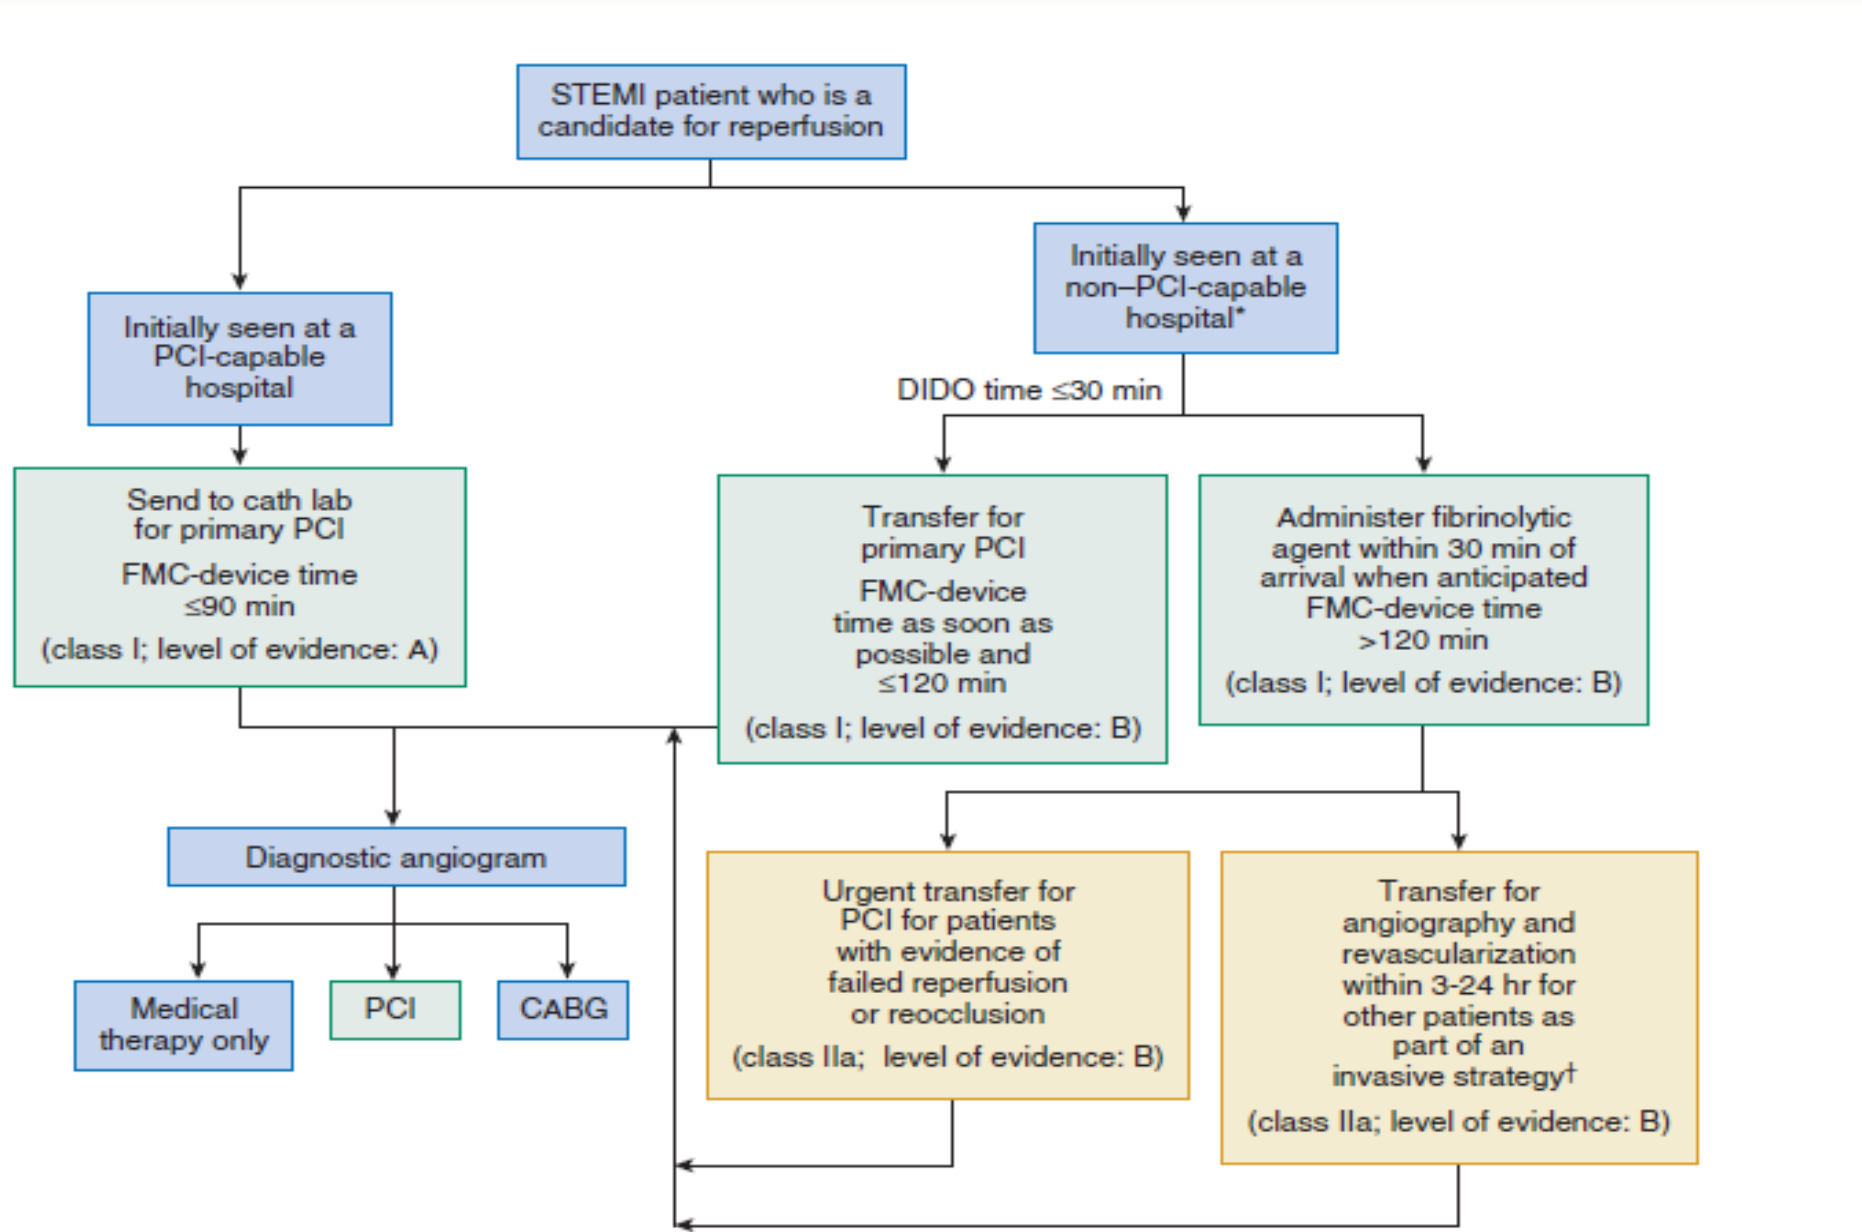 STEMI patient who is a
candidate for reperfusion
Initially seen at a
PCI-capable
hospital
Initially seen at a
non–PCI-capable
hospital*
DIDO time ≤30 min
Send to cath lab
for primary PCI
FMC-device time
≤90 min
(class I; level of evidence: A)
Transfer for
primary PCI
FMC-device
time as soon as
possible and
≤120 min
(class I; level of evidence: B)
Administer fibrinolytic
agent within 30 min of
arrival when anticipated
FMC-device time
>120 min
(class I; level of evidence: B)
Diagnostic angiogram
Medical
therapy only
PCI
CABG
Urgent transfer for
PCI for patients
with evidence of
failed reperfusion
or reocclusion
(class IIa; level of evidence: B)
Transfer for
angiography and
revascularization
within 3-24 hr for
other patients as
part of an
invasive strategy†
(class IIa; level of evidence: B)